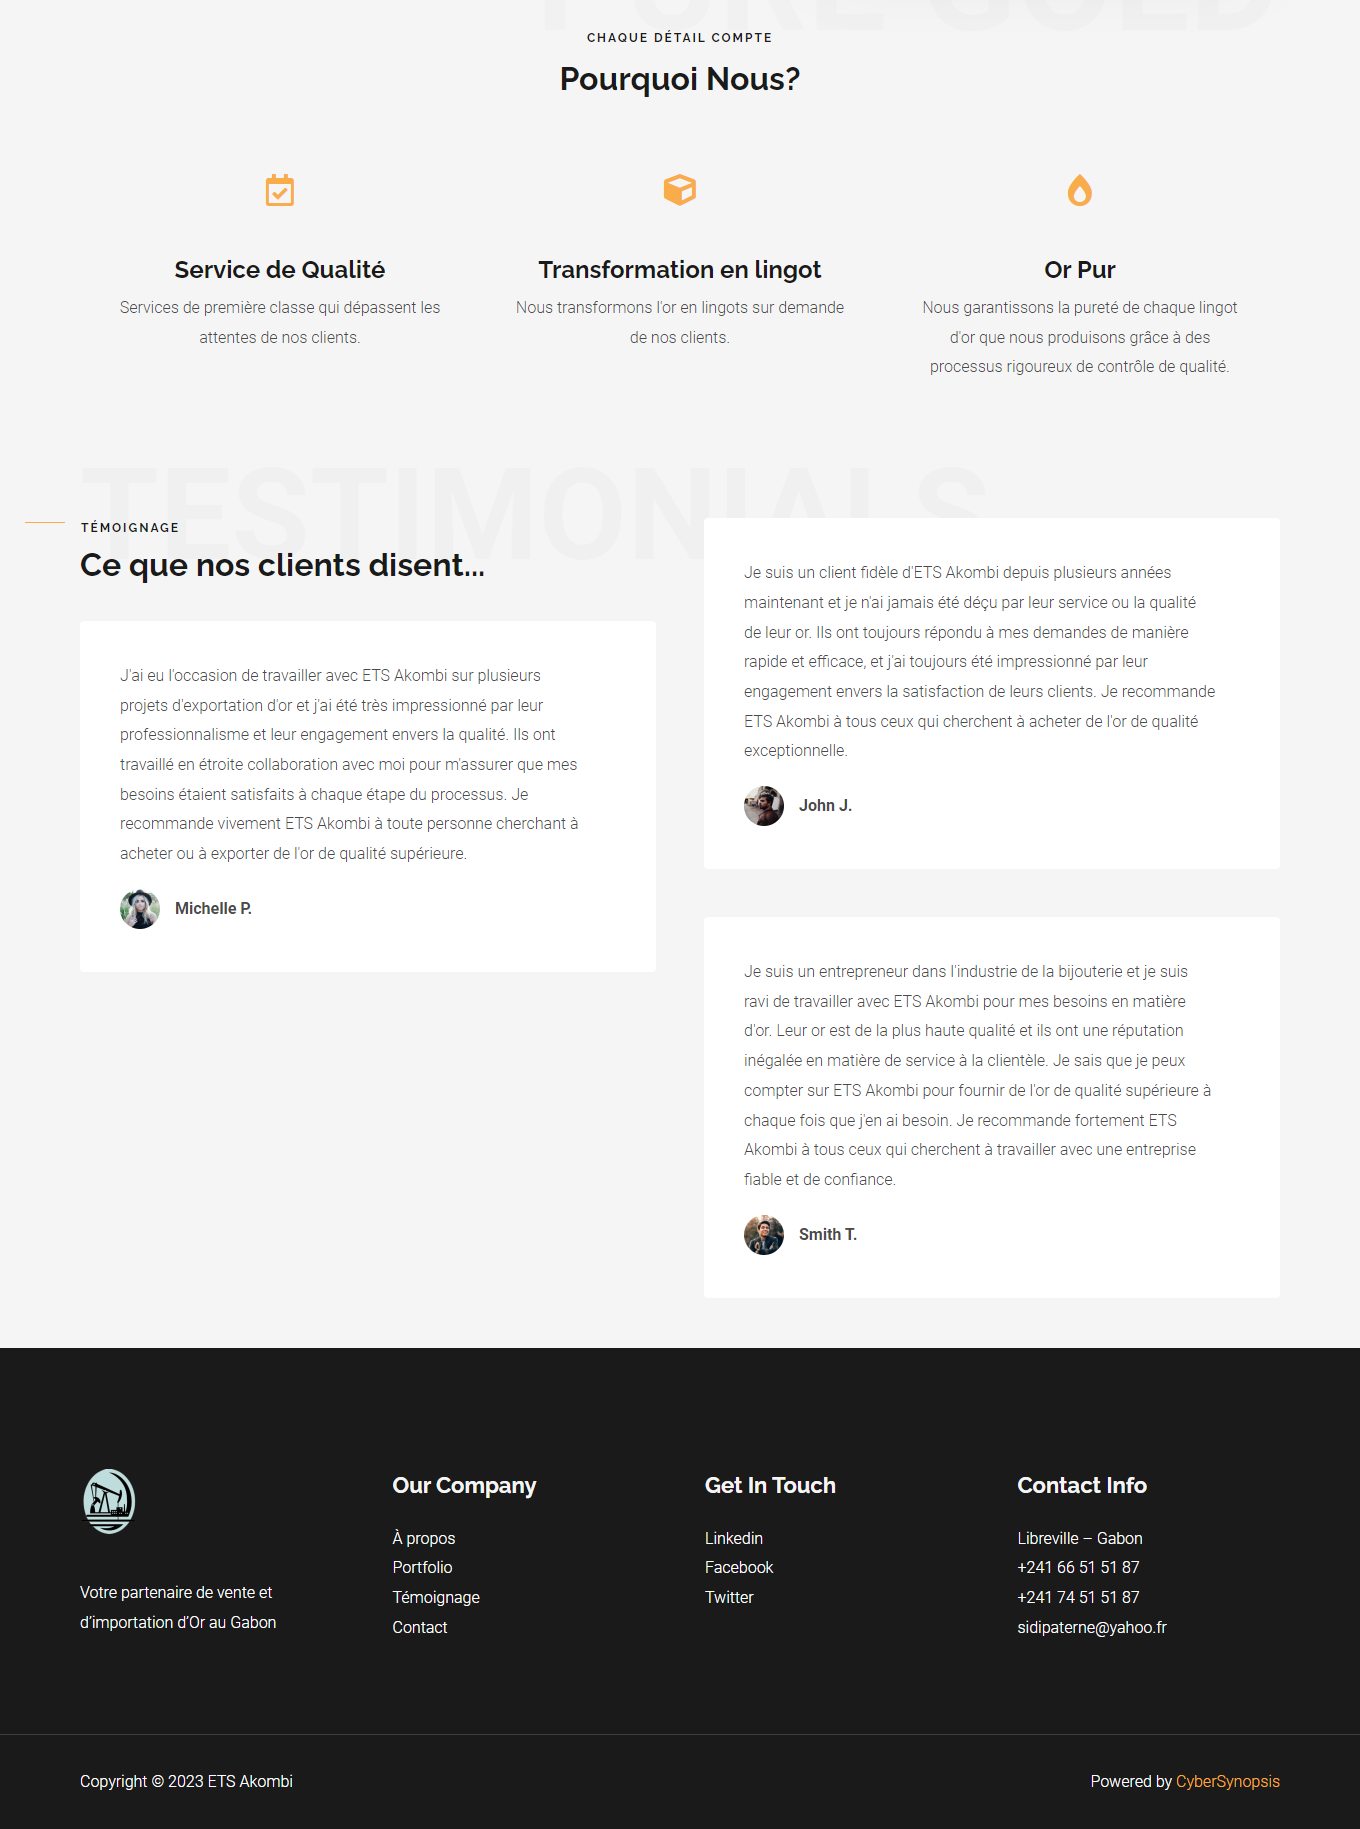 PURE GOLD
CHAQUE DÉTAIL COMPTE
Pourquoi Nous?
Service de Qualité
Services de première classe qui dépassent les
attentes de nos clients.
Transformation en lingot
Nous transformons l'or en lingots sur demande
de nos clients.
Or Pur
Nous garantissons la pureté de chaque lingot
d'or que nous produisons grâce à des
processus rigoureux de contrôle de qualité.
TESTIMONIALS
TÉMOIGNAGE
Ce que nos clients disent...
J'ai eu l'occasion de travailler avec ETS Akombi sur plusieurs
projets d'exportation d'or et j'ai été très impressionné par leur
professionnalisme et leur engagement envers la qualité. Ils ont
travaillé en étroite collaboration avec moi pour m'assurer que mes
besoins étaient satisfaits à chaque étape du processus. Je
recommande vivement ETS Akombi à toute personne cherchant à
acheter ou à exporter de l'or de qualité supérieure.
Michelle P.
Je suis un client fidèle d'ETS Akombi depuis plusieurs années
maintenant et je n'ai jamais été déçu par leur service ou la qualité
de leur or. Ils ont toujours répondu à mes demandes de manière
rapide et efficace, et j'ai toujours été impressionné par leur
engagement envers la satisfaction de leurs clients. Je recommande
ETS Akombi à tous ceux qui cherchent à acheter de l'or de qualité
exceptionnelle.
John J.
Je suis un entrepreneur dans l'industrie de la bijouterie et je suis
ravi de travailler avec ETS Akombi pour mes besoins en matière
d'or. Leur or est de la plus haute qualité et ils ont une réputation
inégalée en matière de service à la clientèle. Je sais que je peux
compter sur ETS Akombi pour fournir de l'or de qualité supérieure à
chaque fois que j'en ai besoin. Je recommande fortement ETS
Akombi à tous ceux qui cherchent à travailler avec une entreprise
fiable et de confiance.
Smith T.
Votre partenaire de vente et
d’importation d’Or au Gabon
Our Company
À propos
Portfolio
Témoignage
Contact
Get In Touch
Linkedin
Facebook
Twitter
Contact Info
Libreville – Gabon
+241 66 51 51 87
+241 74 51 51 87
sidipaterne@yahoo.fr
Copyright © 2023 ETS Akombi
Powered by CyberSynopsis